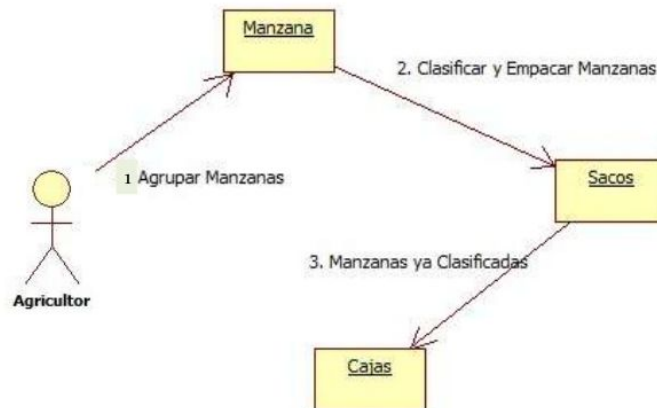 Manzana
2. Clasificar y Empacar Manzanas
1 Agrupar Manzanas
Sacos
3. Manzanas ya Clasificadas
Agricultor
Cajas